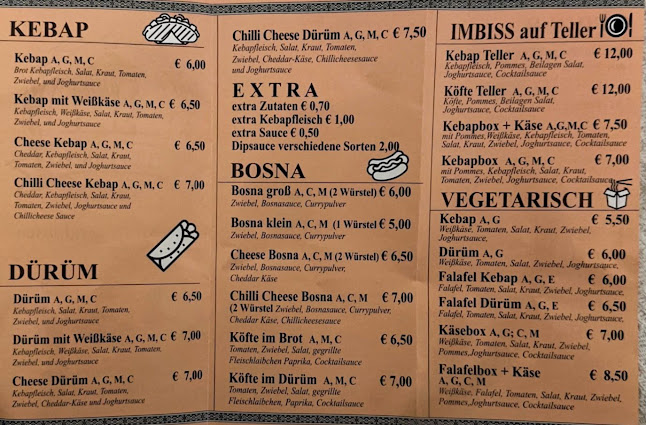 KEBAP
Kebap A, G, M, C € 6,00
Brot Kebapfleisch, Salat, Kraut, Tomaten,
Zwiebel, und Joghurtsauce
Kebap mit Weißkäse A, G, M, C € 6,50
Kebapfleisch, Weißkäse, Salat, Kraut, Tomaten,
Zwiebel, und Joghurtsauce
Cheese Kebap A, G, M, C € 6,50
Cheddar, Kebapfleisch, Salat, Kraut,
Tomaten, Zwiebel und Joghurtsauce
Chilli Cheese Kebap A, G, M, C € 7,00
Cheddar, Kebapfleisch, Salat, Kraut,
Tomaten, Zwiebel, Joghurtsauce und
Chillicheese Sauce
DÜRÜM
Dürüm A, G, M, C € 6,50
Kebapfleisch, Salat, Kraut, Tomaten,
Zwiebel, und Joghurtsauce
Dürüm mit Weißkäse A, G, M, C € 7,00
Kebapfleisch, Weißkäse, Salat, Kraut, Tomaten,
Zwiebel, und Joghurtsauce
Cheese Dürüm A, G, M, C € 7,00
Kebapfleisch, Salat, Kraut, Tomaten,
Zwiebel, Cheddar-Käse und Joghurtsauce
Chilli Cheese Dürüm A, G, M, C € 7,50
Kebapfleisch, Salat, Kraut, Tomaten,
Zwiebel, Cheddar-Käse, Chillicheesesauce
und Joghurtsauce
EXTRA
extra Zutaten € 0,70
extra Kebapfleisch € 1,00
extra Sauce € 0,50
Dipsauce verschiedene Sorten 2,00
BOSNA
Bosna groß A, C, M (2 Würstel) € 6,00
Zwiebel, Bosnasauce, Currypulver
Bosna klein A, C, M (1 Würstel € 5,00
Zwiebel, Bosnasauce, Currypulver
Cheese Bosna A, C, M (2 Würstel) € 6,50
Zwiebel, Bosnasauce, Currypulver,
Cheddar Käse
Chilli Cheese Bosna A, C, M € 7,00
(2 Würstel Zwiebel, Bosnasauce, Currypulver,
Cheddar Käse, Chillicheesesauce
Köfte im Brot A, M, C € 6,50
Tomaten, Zwiebel, Salat, gegrillte
Fleischlaibchen Paprika, Cocktailsauce
Köfte im Dürüm A, M, C € 7,00
Tomaten, Zwiebel, Salat, gegrillte
Fleischlaibchen, Paprika, Cocktailsauce
IMBISS auf Teller
Kebap Teller A, G, M, C € 12,00
Kebapfleisch, Pommes, Beilagen Salat,
Joghurtsauce, Cocktailsauce
Köfte Teller A, G, M, C € 12,00
Köfte, Pommes, Beilagen Salat,
Joghurtsauce, Cocktailsauce
Kebapbox + Käse A,G,M,C € 7,50
mit Pommes,Weißkäse, Kebapfleisch, Tomaten,
Salat, Kraut, Zwiebel, Joghurtsauce, Cocktailsauce
Kebapbox A, G, M, C € 7,00
mit Pommes, Kebapfleisch, Tomaten, Salat,
Kraut, Zwiebel, Joghurtsauce, Cocktailsauce
VEGETARISCH
Kebap A, G € 5,50
Weißkäse, Tomaten, Salat, Kraut, Zwiebel,
Joghurtsauce,
Dürüm A, G € 6,00
Weißkäse, Tomaten, Salat, Zwiebel, Joghurtsauce,
Falafel Kebap A, G, E € 6,00
Falafel, Tomaten, Salat, Kraut, Zwiebel, Joghurtsauce,
Falafel Dürüm A, G, E € 6,50
Falafel, Tomaten, Salat, Kraut, Zwiebel, Joghurtsauce,
Käsebox A, G; C, M € 7,00
Weißkäse, Tomaten, Salat, Kraut, Zwiebel,
Pommes,Joghurtsauce, Cocktailsauce
Falafelbox + Käse
A, G, C, M € 8,50
Weißkäse, Falafel, Tomaten, Salat, Kraut, Zwiebel,
Pommes,Joghurtsauce, Cocktailsauce